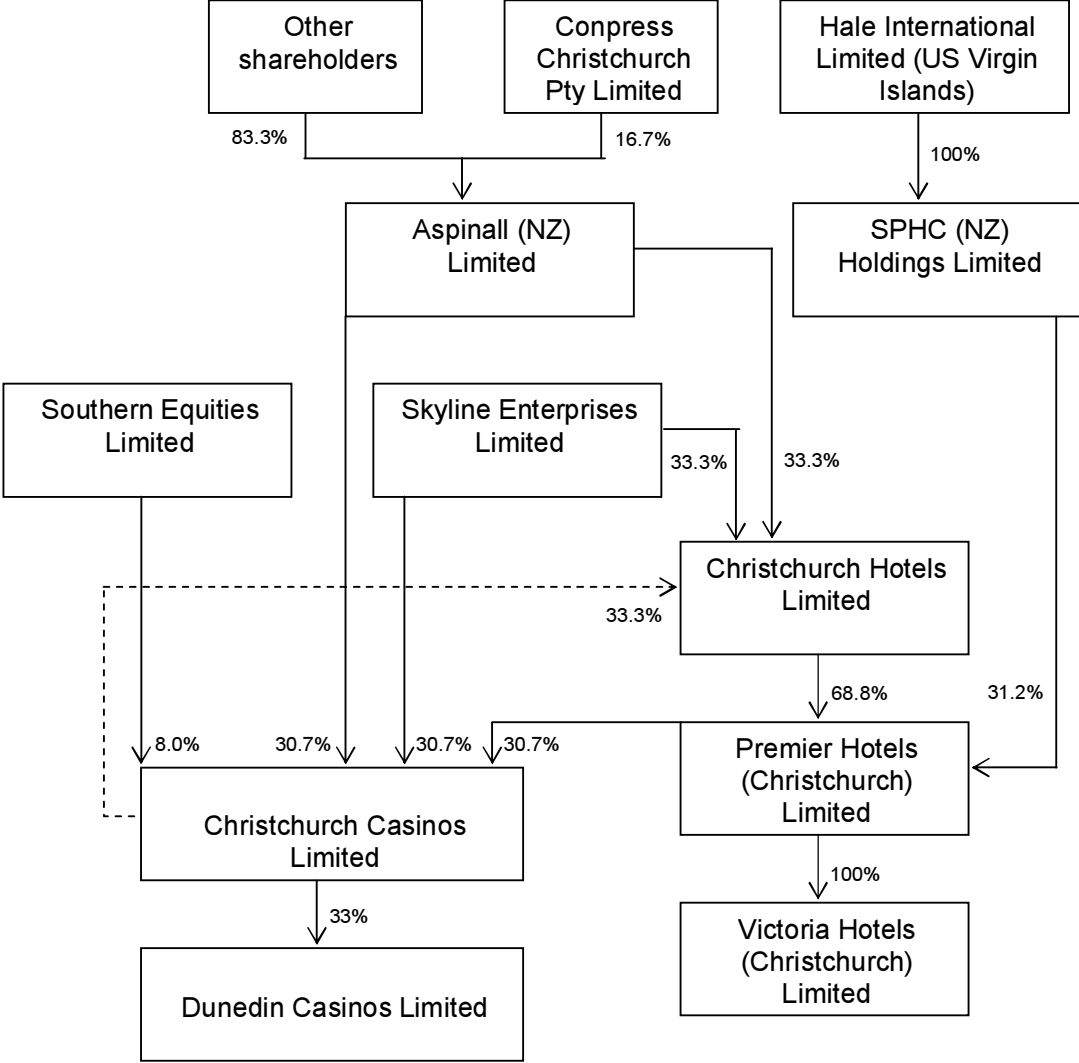 Other
shareholders
Conpress
Christchurch
Pty Limited
Hale International
Limited (US Virgin
Islands)
83.3%
16.7%
100%
Aspinall (NZ)
Limited
SPHC (NZ)
Holdings Limited
Southern Equities
Limited
Skyline Enterprises
Limited
33.3%
33.3%
Christchurch Hotels
Limited
33.3%
68.8%
31.2%
8.0%
30.7%
30.7%
30.7%
Premier Hotels
(Christchurch)
Limited
Christchurch Casinos
Limited
100%
33%
Victoria Hotels
(Christchurch)
Limited
Dunedin Casinos Limited